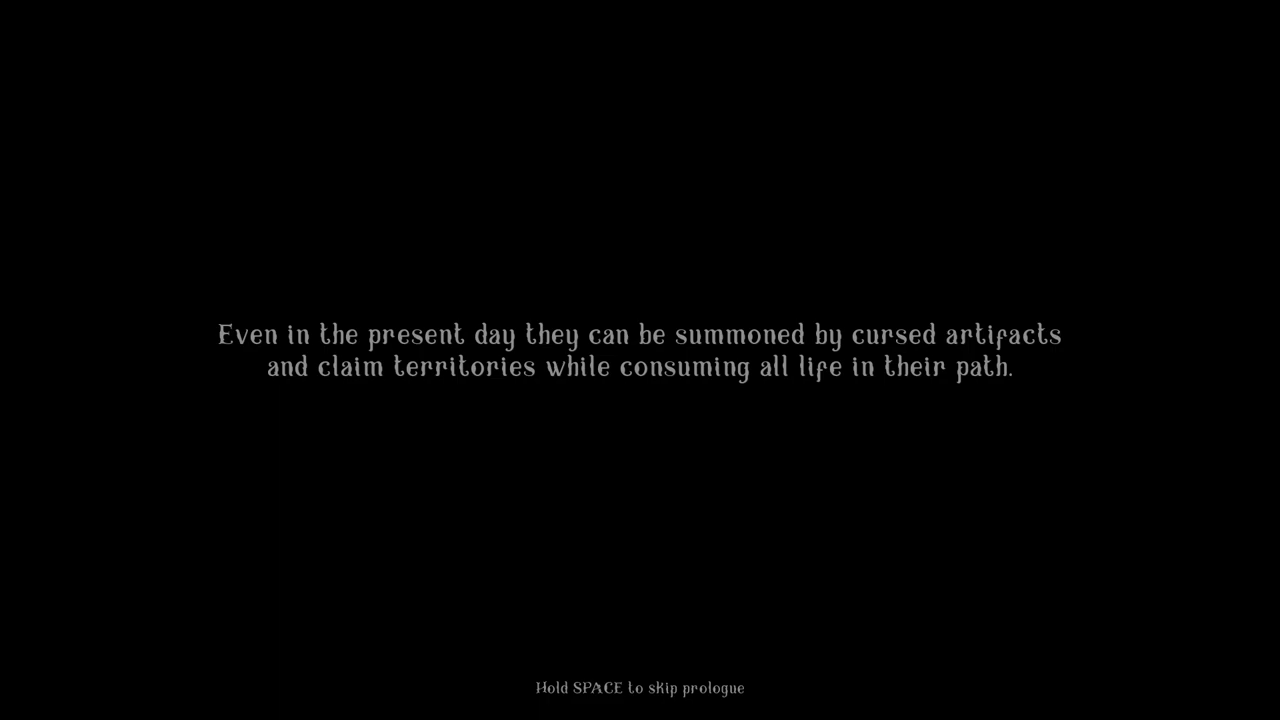 Even in the present day they can be summoned by cursed artifacts
and claim territories while consuming all life in their path.
Hold SPACE to skip prologue